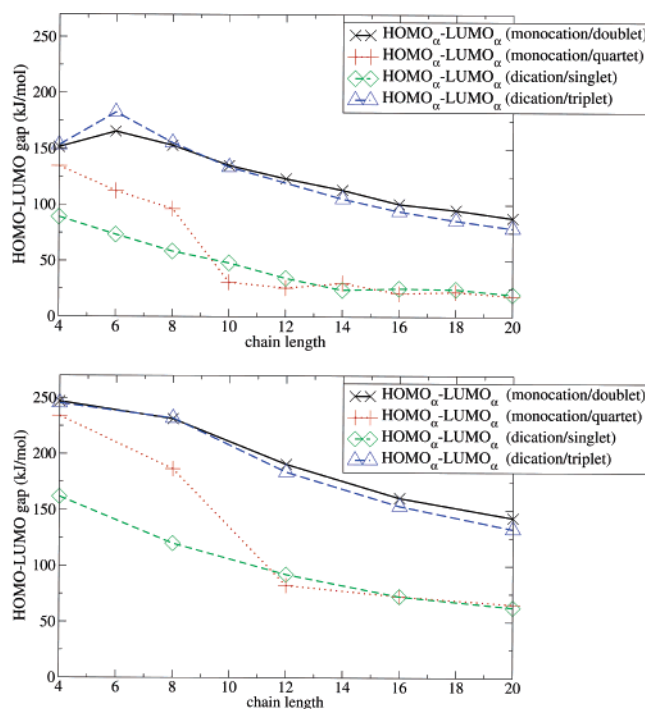 HOMOα-LUMOα (monocation/doublet)
HOMOα-LUMOα (monocation/quartet)
HOMOα-LUMOα (dication/singlet)
HOMOα-LUMOα (dication/triplet)
HOMO-LUMO gap (kJ/mol)
250
200
150
100
50
0
4 6 8 10 12 14 16 18 20
chain length
HOMOα-LUMOα (monocation/doublet)
HOMOα-LUMOα (monocation/quartet)
HOMOα-LUMOα (dication/singlet)
HOMOα-LUMOα (dication/triplet)
HOMO-LUMO gap (kJ/mol)
250
200
150
100
50
0
4 6 8 10 12 14 16 18 20
chain length